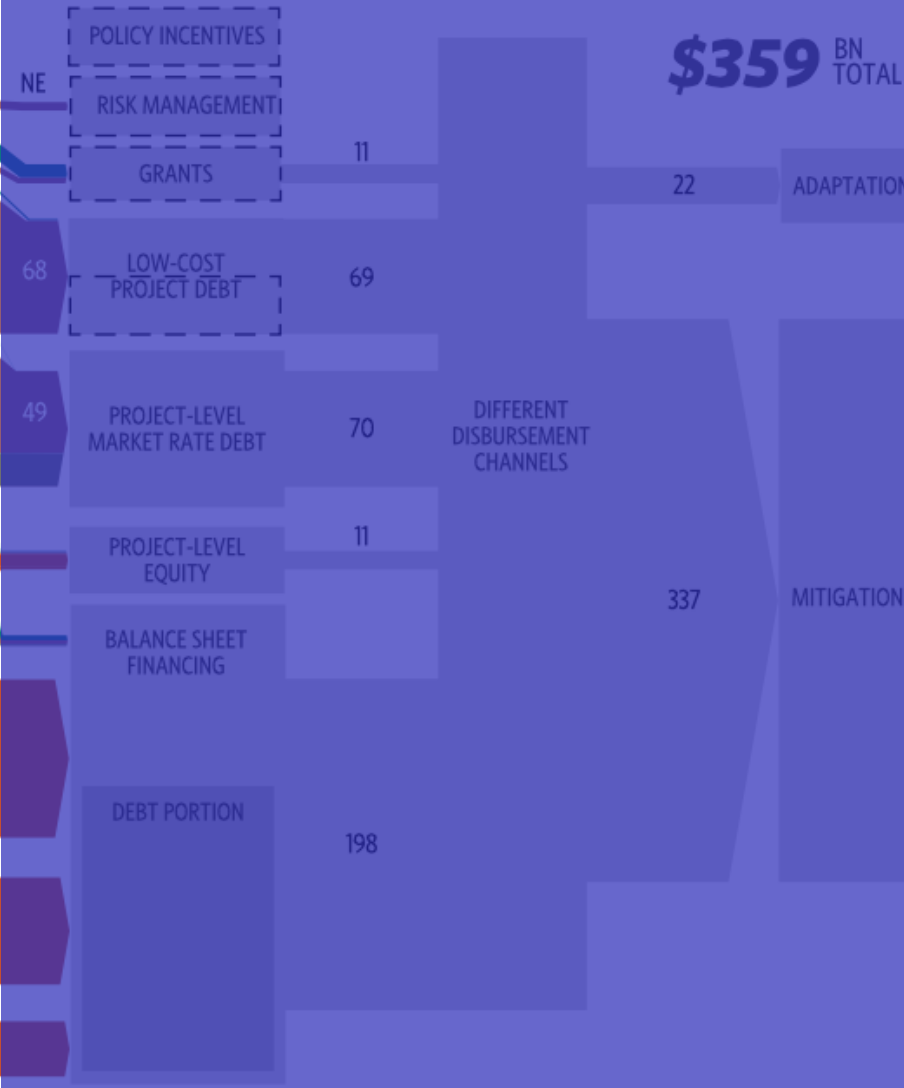 POLICY INCENTIVES
$359 BN
TOTAL
NE
RISK MANAGEMENT
11
GRANTS
22
ADAPTATION
68
LOW-COST
PROJECT DEBT
69
49
PROJECT-LEVEL
MARKET RATE DEBT
70
DIFFERENT
DISBURSEMENT
CHANNELS
11
PROJECT-LEVEL
EQUITY
337
MITIGATION
BALANCE SHEET
FINANCING
DEBT PORTION
198